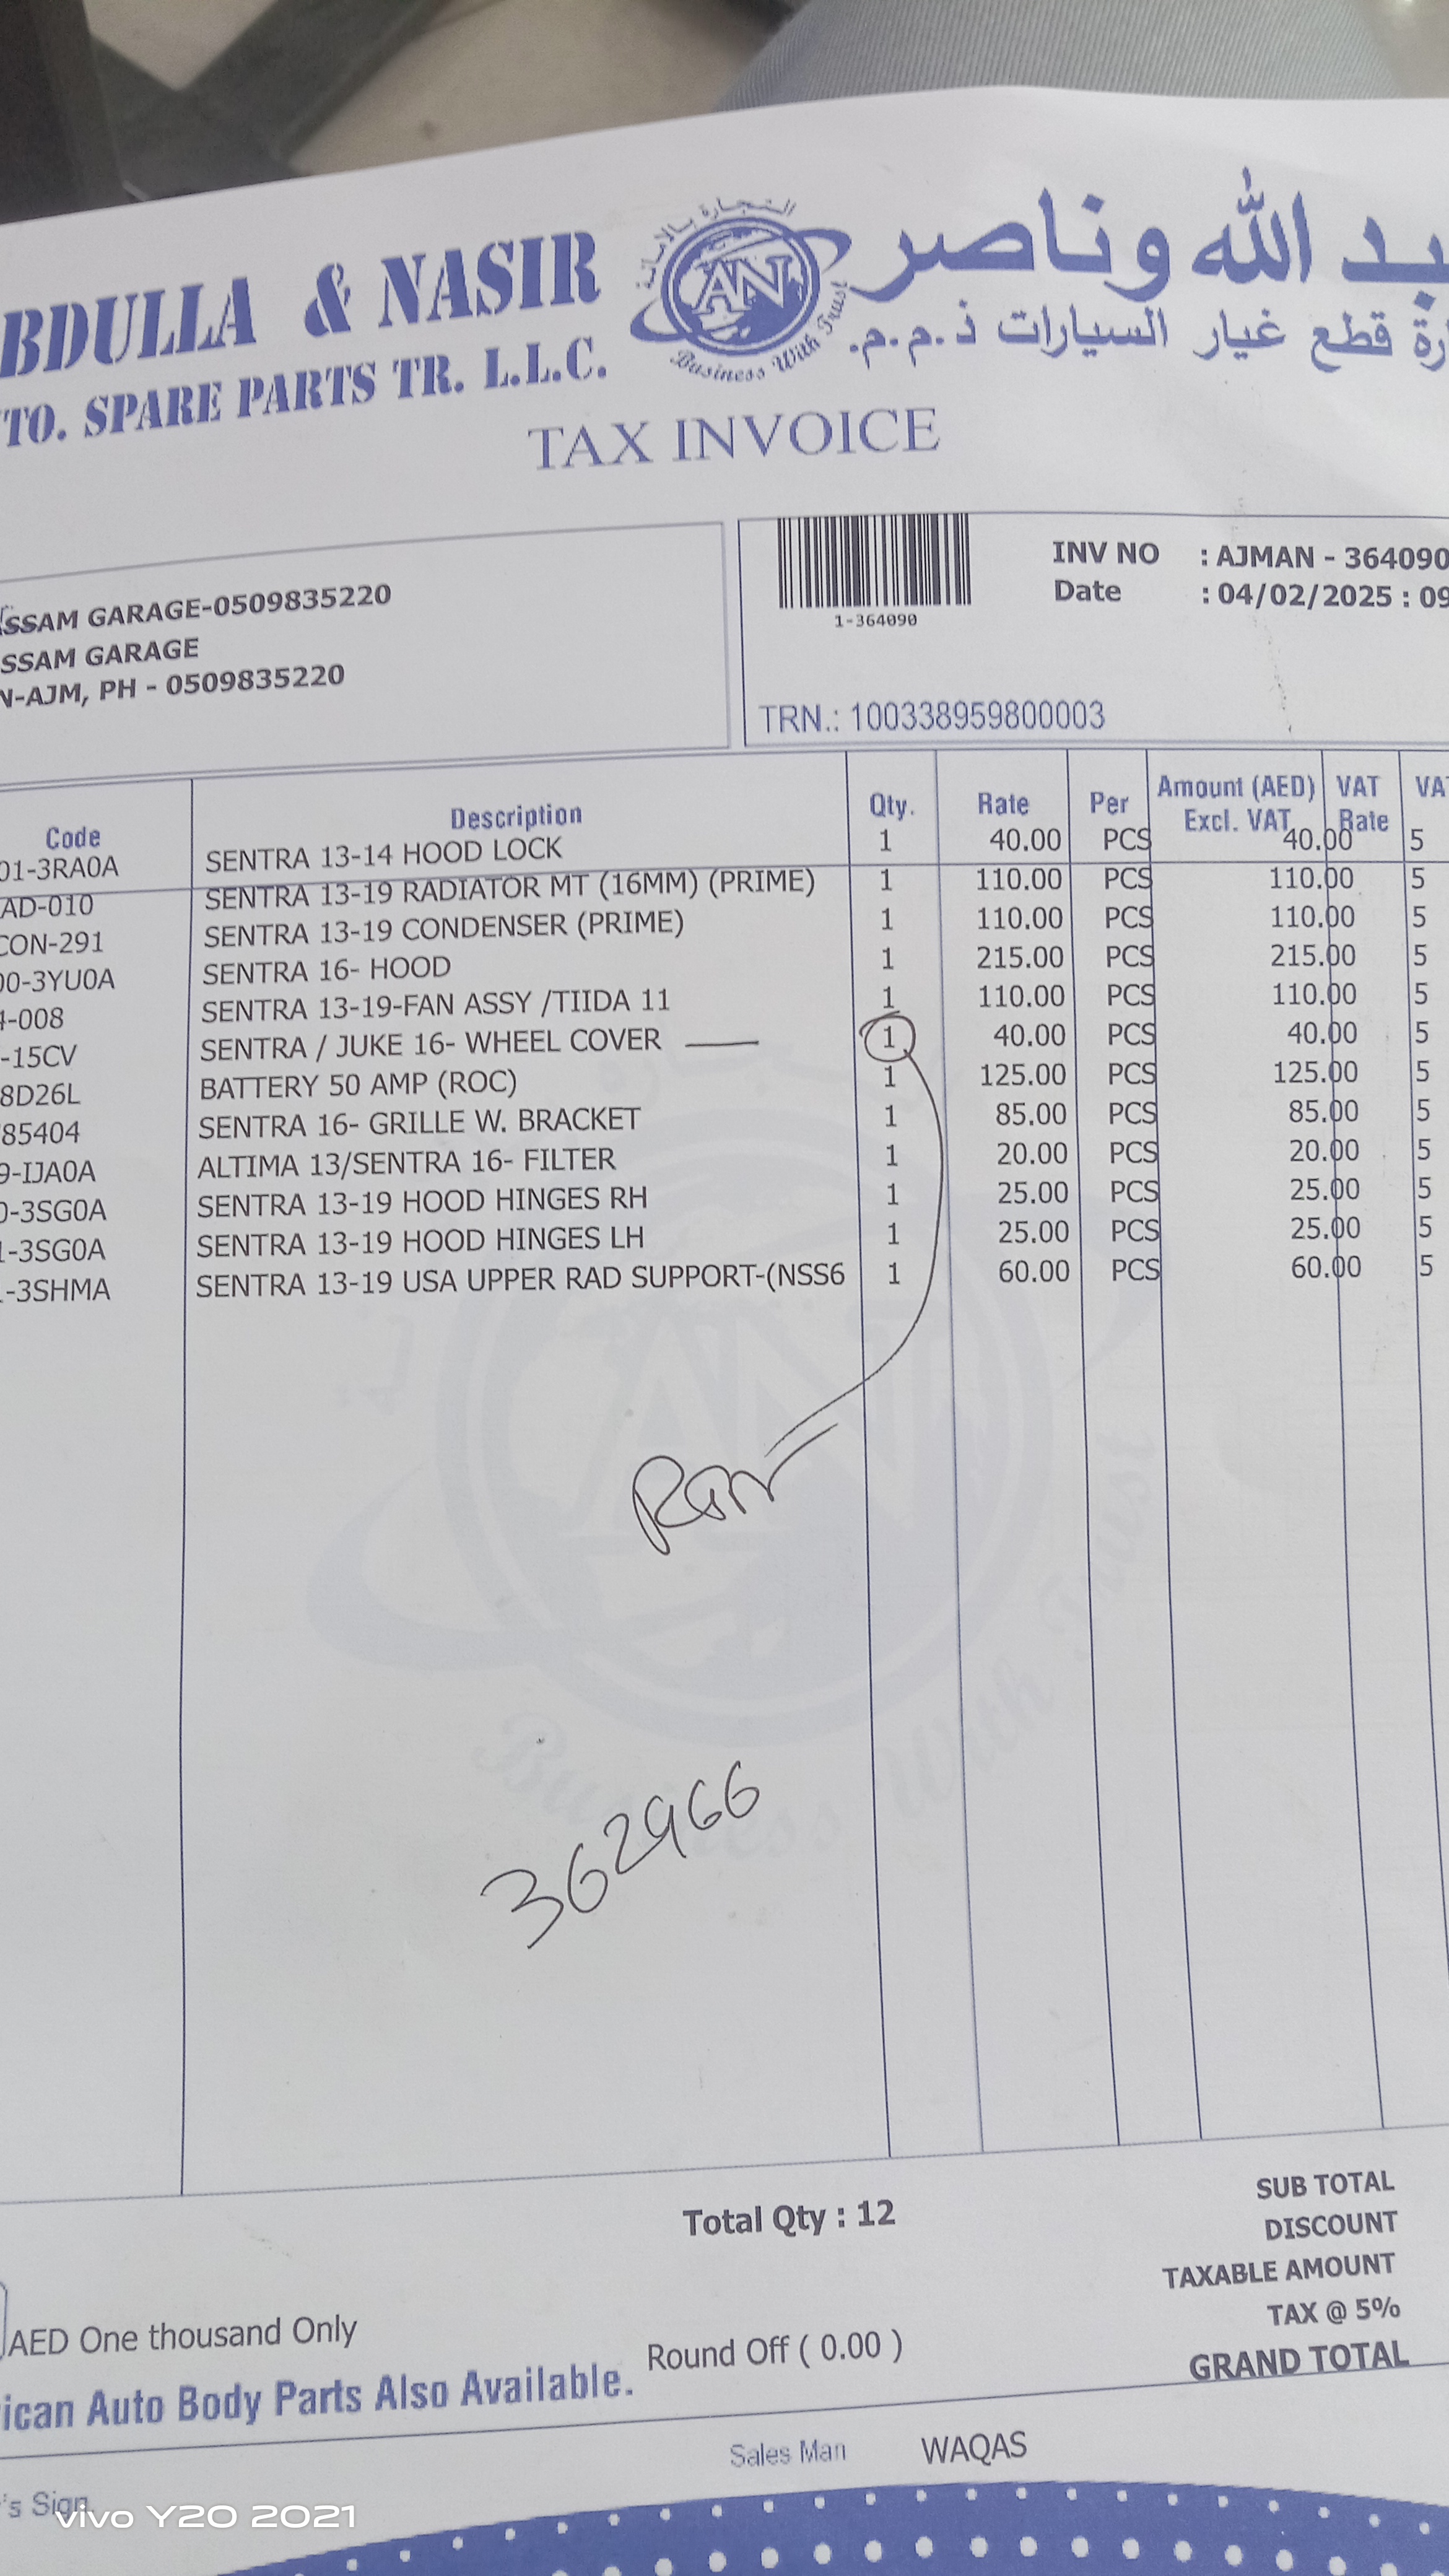 التجارة بالامانة
BDULLA & NASIR
بد الله وناصر
TO. SPARE PARTS TR. L.L.C.
AN
Business With Trust
رة قطع غيار السيارات ذ.م.م.
TAX INVOICE
SSAM GARAGE-0509835220
SSAM GARAGE
N-AJM, PH - 0509835220
1-364090
INV NO : AJMAN - 364090
Date : 04/02/2025 : 09
TRN.: 100338959800003
Code Description Qty. Rate Per Amount (AED) Excl. VAT VAT Rate VA
01-3RA0A SENTRA 13-14 HOOD LOCK 1 40.00 PCS 40.00 5
AD-010 SENTRA 13-19 RADIATOR MT (16MM) (PRIME) 1 110.00 PCS 110.00 5
CON-291 SENTRA 13-19 CONDENSER (PRIME) 1 110.00 PCS 110.00 5
00-3YU0A SENTRA 16- HOOD 1 215.00 PCS 215.00 5
4-008 SENTRA 13-19-FAN ASSY /TIIDA 11 1 110.00 PCS 110.00 5
-15CV SENTRA / JUKE 16- WHEEL COVER 1 40.00 PCS 40.00 5
8D26L BATTERY 50 AMP (ROC) 1 125.00 PCS 125.00 5
85404 SENTRA 16- GRILLE W. BRACKET 1 85.00 PCS 85.00 5
9-IJA0A ALTIMA 13/SENTRA 16- FILTER 1 20.00 PCS 20.00 5
0-3SG0A SENTRA 13-19 HOOD HINGES RH 1 25.00 PCS 25.00 5
1-3SG0A SENTRA 13-19 HOOD HINGES LH 1 25.00 PCS 25.00 5
-3SHMA SENTRA 13-19 USA UPPER RAD SUPPORT-(NSS6 1 60.00 PCS 60.00 5
362966
Total Qty : 12
SUB TOTAL
DISCOUNT
TAXABLE AMOUNT
TAX @ 5%
GRAND TOTAL
AED One thousand Only
Round Off ( 0.00 )
ican Auto Body Parts Also Available.
Sales Man WAQAS
's Sign
vivo Y20 2021